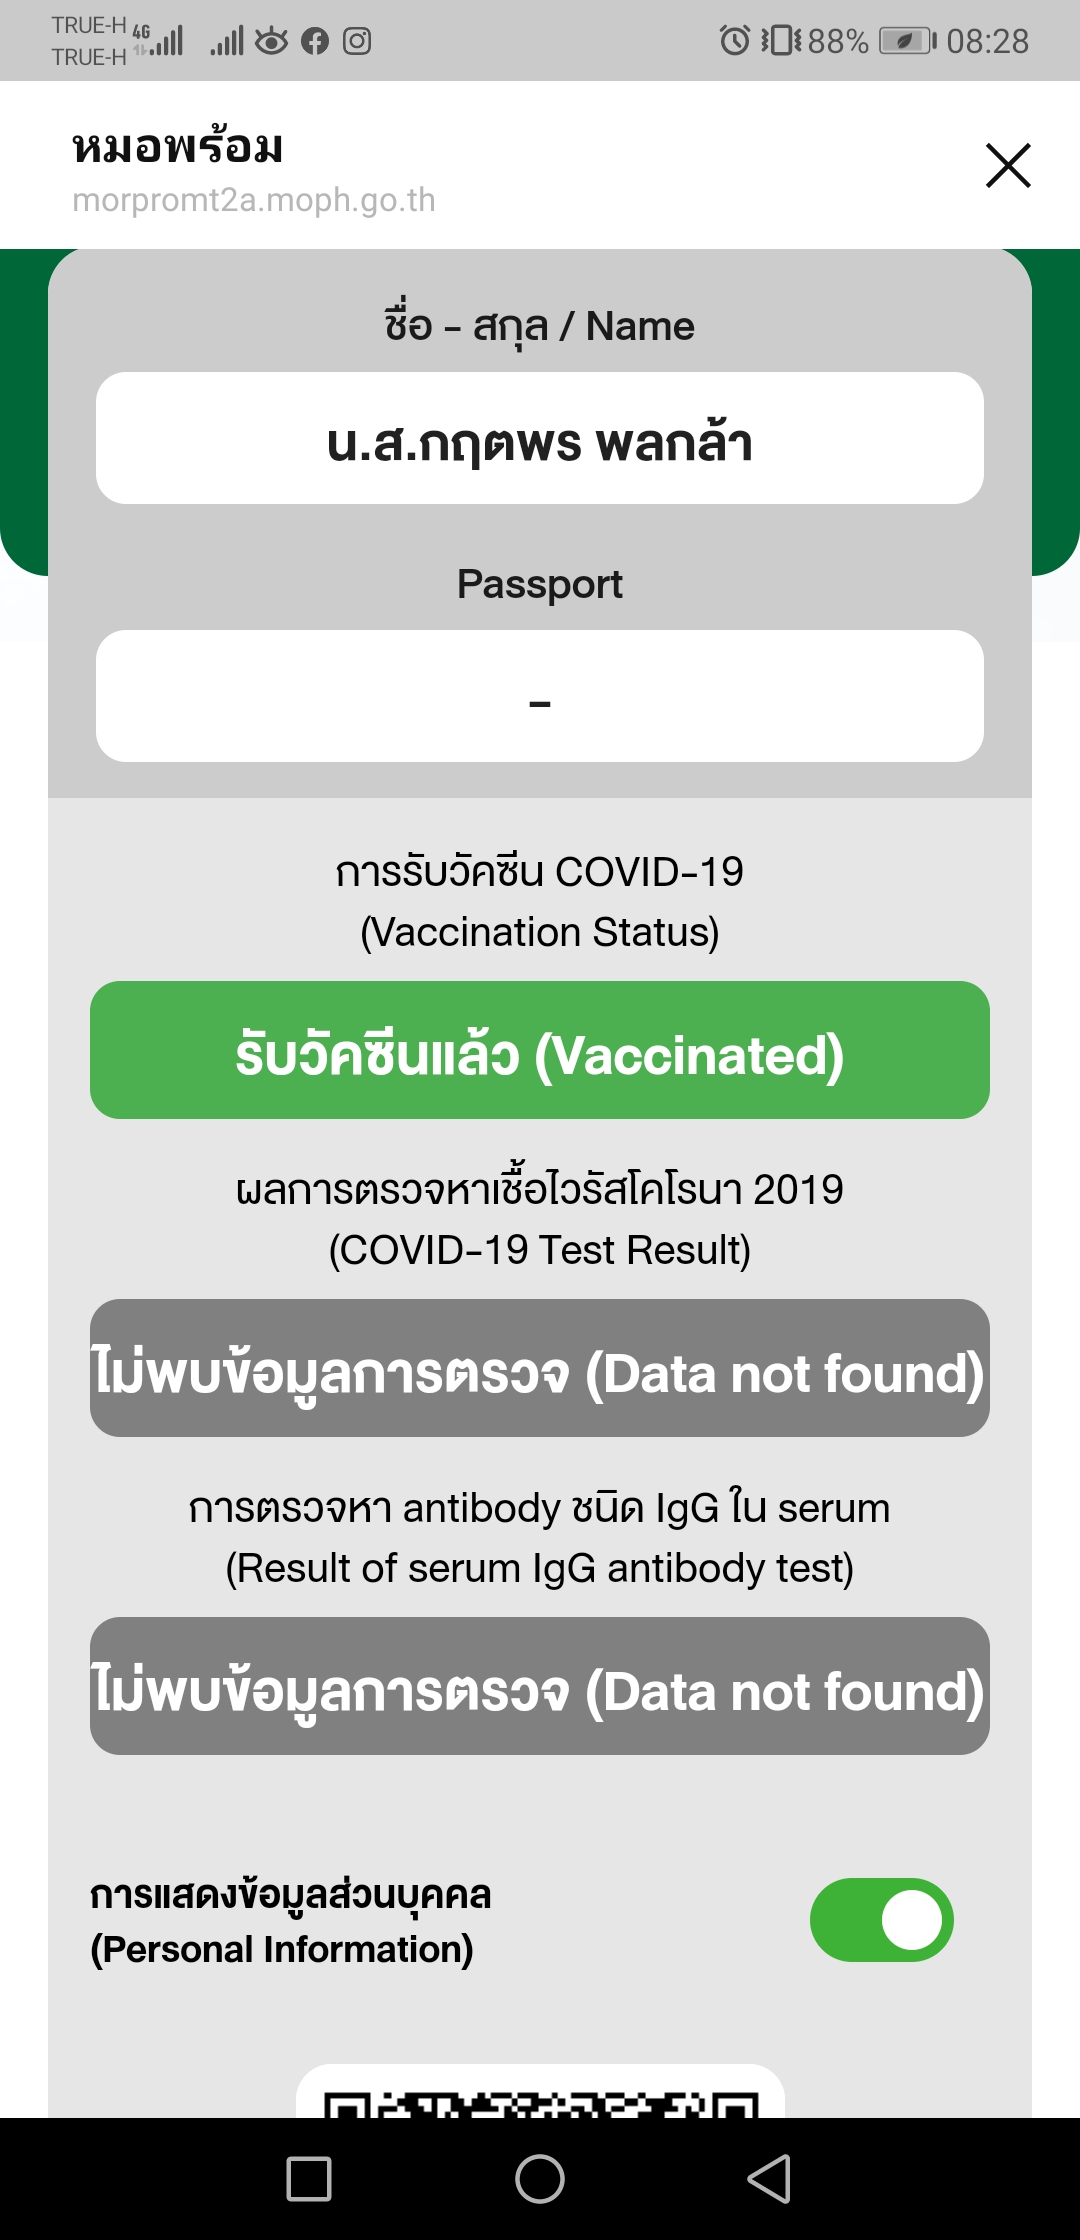 TRUE-H 4G
TRUE-H
88% 08:28
หมอพร้อม
morpromt2a.moph.go.th
ชื่อ - สกุล / Name
น.ส.กฤตพร พลกล้า
Passport
-
การรับวัคซีน COVID-19
(Vaccination Status)
รับวัคซีนแล้ว (Vaccinated)
ผลการตรวจหาเชื้อไวรัสโคโรนา 2019
(COVID-19 Test Result)
ไม่พบข้อมูลการตรวจ (Data not found)
การตรวจหา antibody ชนิด IgG ใน serum
(Result of serum IgG antibody test)
ไม่พบข้อมูลการตรวจ (Data not found)
การแสดงข้อมูลส่วนบุคคล
(Personal Information)